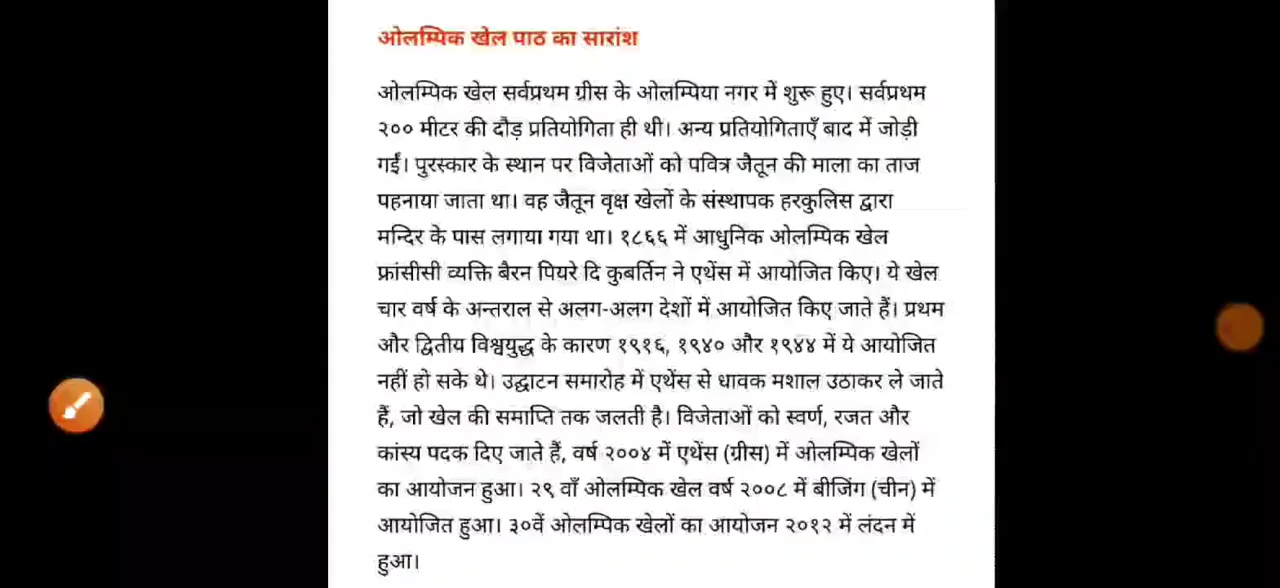 ओलम्पिक खेल पाठ का सारांश
ओलम्पिक खेल सर्वप्रथम ग्रीस के ओलम्पिया नगर में शुरू हुए। सर्वप्रथम
२०० मीटर की दौड़ प्रतियोगिता ही थी। अन्य प्रतियोगिताएँ बाद में जोड़ी
गईं। पुरस्कार के स्थान पर विजेताओं को पवित्र जैतून की माला का ताज
पहनाया जाता था। वह जैतून वृक्ष खेलों के संस्थापक हरकुलिस द्वारा
मन्दिर के पास लगाया गया था। १८६६ में आधुनिक ओलम्पिक खेल
फ्रांसीसी व्यक्ति बैरन पियरे दि कुबर्तिन ने एथेंस में आयोजित किए। ये खेल
चार वर्ष के अन्तराल से अलग-अलग देशों में आयोजित किए जाते हैं। प्रथम
और द्वितीय विश्वयुद्ध के कारण १९१६, १९४० और १९४४ में ये आयोजित
नहीं हो सके थे। उद्घाटन समारोह में एथेंस से धावक मशाल उठाकर ले जाते
हैं, जो खेल की समाप्ति तक जलती है। विजेताओं को स्वर्ण, रजत और
कांस्य पदक दिए जाते हैं, वर्ष २००४ में एथेंस (ग्रीस) में ओलम्पिक खेलों
का आयोजन हुआ। २९ वाँ ओलम्पिक खेल वर्ष २००८ में बीजिंग (चीन) में
आयोजित हुआ। ३०वें ओलम्पिक खेलों का आयोजन २०१२ में लंदन में
हुआ।